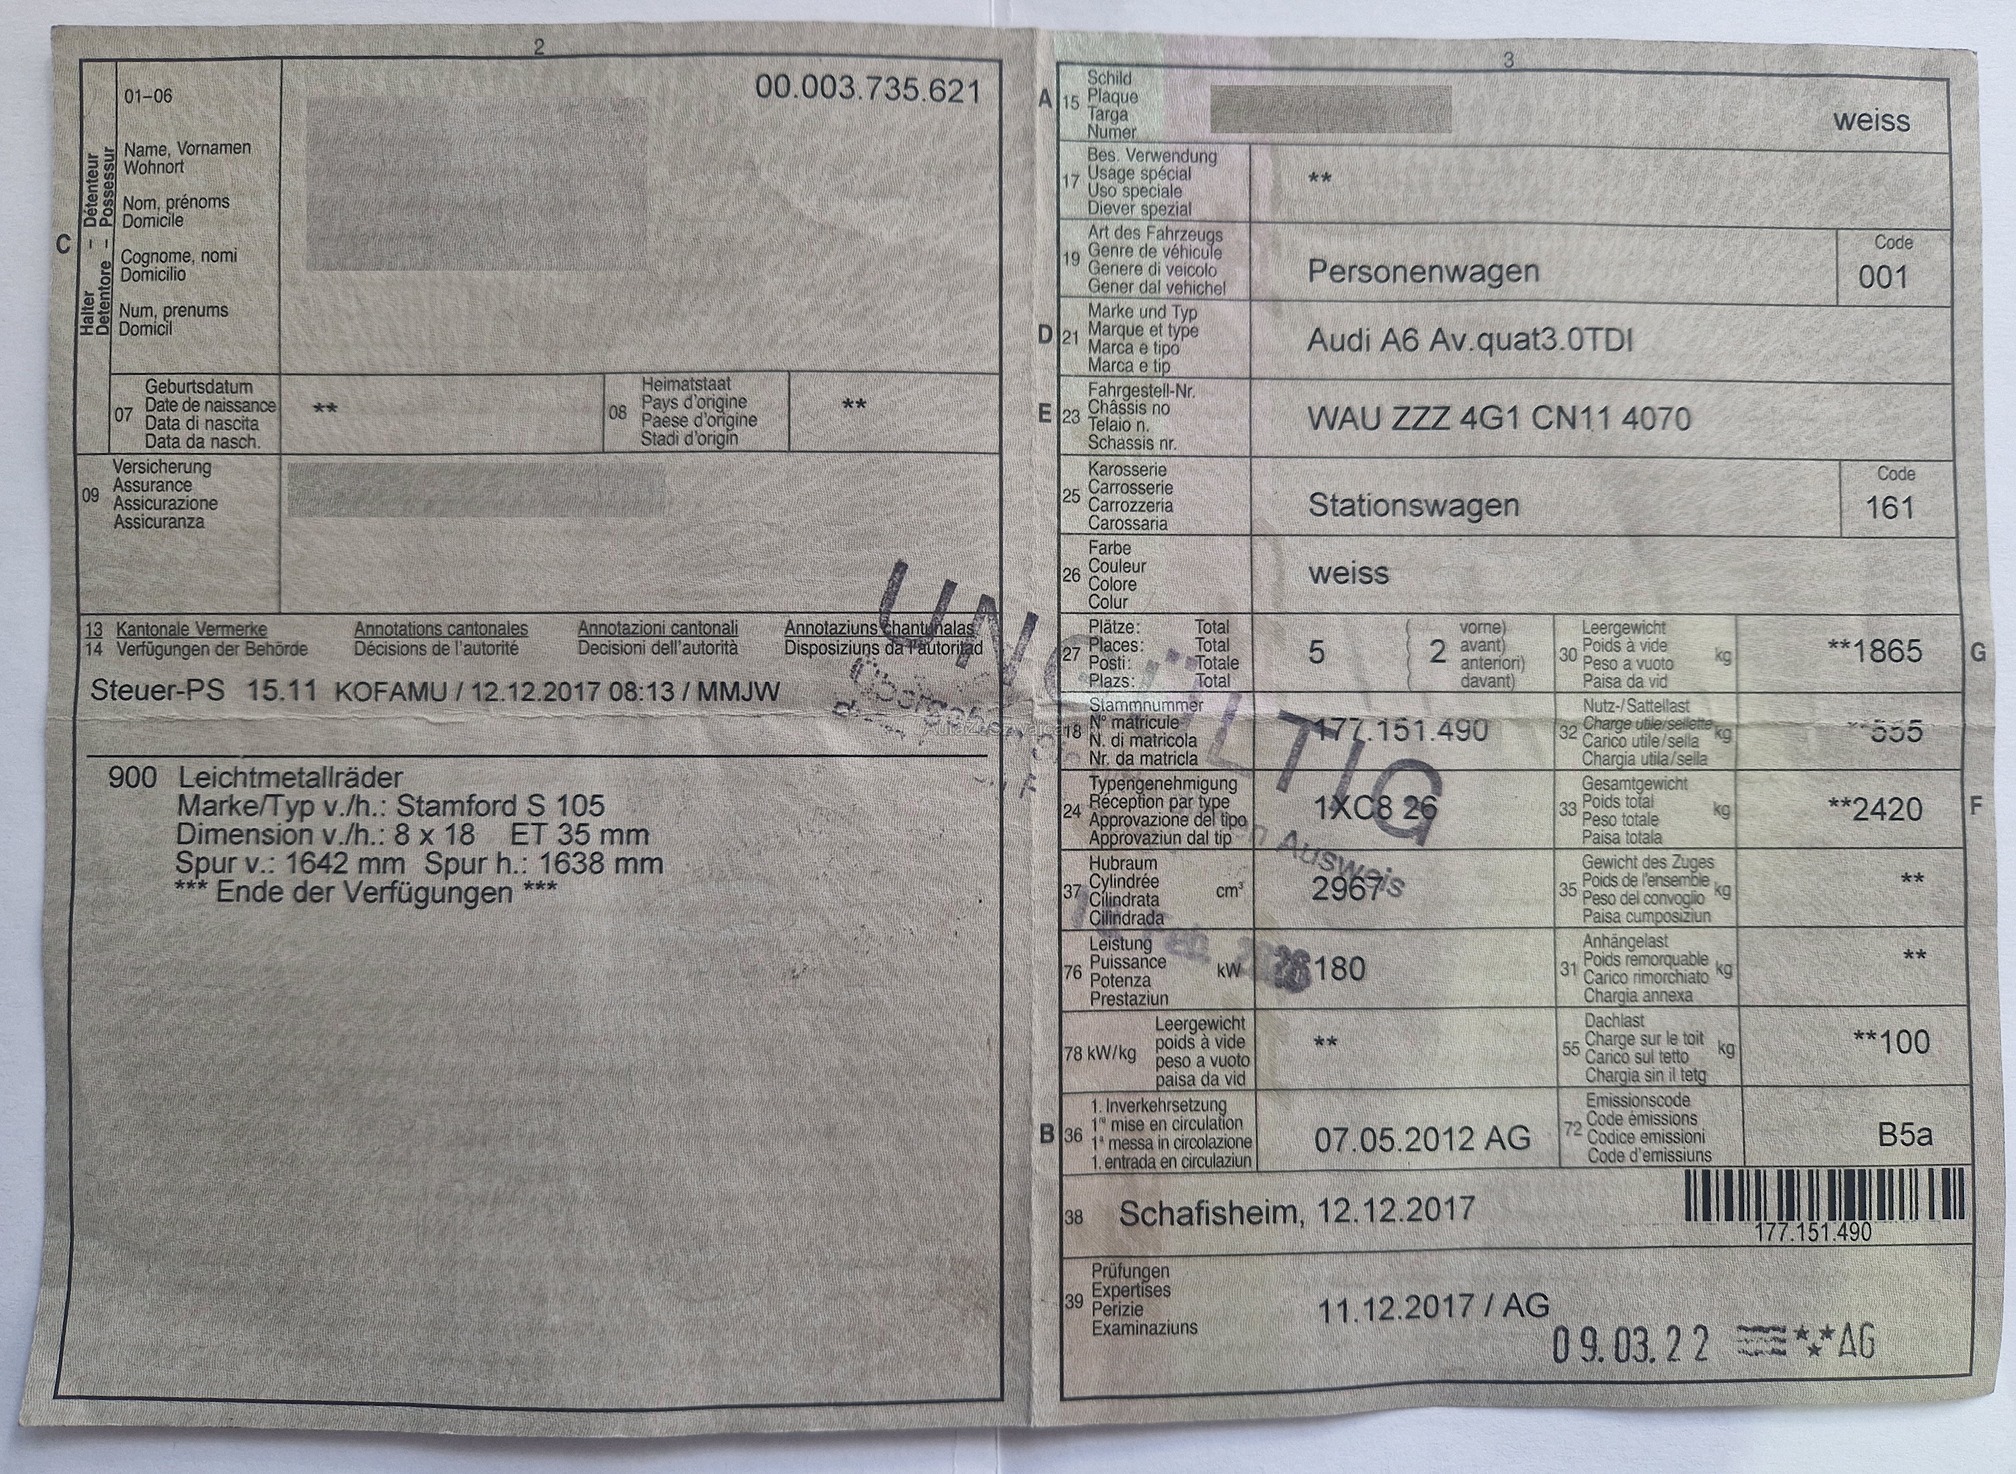 2
00.003.735.621
C
Halter – Détenteur
Detentore – Possessur
01–06
Name, Vornamen
Wohnort
Nom, prénoms
Domicile
Cognome, nomi
Domicilio
Num, prenums
Domicil
07
Geburtsdatum
Date de naissance
Data di nascita
Data da nasch.
**
08
Heimatstaat
Pays d'origine
Paese d'origine
Stadi d'origin
**
09
Versicherung
Assurance
Assicurazione
Assicuranza
13 Kantonale Vermerke Annotations cantonales Annotazioni cantonali Annotaziuns chantunalas
14 Verfügungen der Behörde Décisions de l'autorité Decisioni dell'autorità Disposiziuns da l'autoritad
Steuer-PS 15.11 KOFAMU / 12.12.2017 08:13 / MMJW
900 Leichtmetallräder
Marke/Typ v./h.: Stamford S 105
Dimension v./h.: 8 x 18 ET 35 mm
Spur v.: 1642 mm Spur h.: 1638 mm
*** Ende der Verfügungen ***
UNGÜLTIG
Ausweis
Feb.
3
A 15
Schild
Plaque
Targa
Numer
weiss
17
Bes. Verwendung
Usage spécial
Uso speciale
Diever spezial
**
19
Art des Fahrzeugs
Genre de véhicule
Genere di veicolo
Gener dal vehichel
Personenwagen
Code
001
D 21
Marke und Typ
Marque et type
Marca e tipo
Marca e tip
Audi A6 Av.quat3.0TDI
E 23
Fahrgestell-Nr.
Châssis no
Telaio n.
Schassis nr.
WAU ZZZ 4G1 CN11 4070
25
Karosserie
Carrosserie
Carrozzeria
Carossaria
Stationswagen
Code
161
26
Farbe
Couleur
Colore
Colur
weiss
27
Plätze: Total
Places: Total
Posti: Totale
Plazs: Total
5
( 2
vorne)
avant)
anteriori)
davant)
30
Leergewicht
Poids à vide
Peso a vuoto
Paisa da vid
kg
**1865
G
18
Stammnummer
N° matricule
N. di matricola
Nr. da matricla
177.151.490
32
Nutz-/Sattellast
Charge utile/sellette
Carico utile/sella
Chargia utila/sella
kg
**555
24
Typengenehmigung
Réception par type
Approvazione del tipo
Approvaziun dal tip
1XC8 26
33
Gesamtgewicht
Poids total
Peso totale
Paisa totala
kg
**2420
F
37
Hubraum
Cylindrée
Cilindrata
Cilindrada
cm³
2967
35
Gewicht des Zuges
Poids de l'ensemble
Peso del convoglio
Paisa cumposiziun
kg
**
76
Leistung
Puissance
Potenza
Prestaziun
kW
180
31
Anhängelast
Poids remorquable
Carico rimorchiato
Chargia annexa
kg
**
78 kW/kg
Leergewicht
poids à vide
peso a vuoto
paisa da vid
**
55
Dachlast
Charge sur le toit
Carico sul tetto
Chargia sin il tetg
kg
**100
B 36
1. Inverkehrsetzung
1re mise en circulation
1a messa in circolazione
1. entrada en circulaziun
07.05.2012 AG
72
Emissionscode
Code émissions
Codice emissioni
Code d'emissiuns
B5a
38
Schafisheim, 12.12.2017
177.151.490
39
Prüfungen
Expertises
Perizie
Examinaziuns
11.12.2017 / AG
09.03.22 **AG